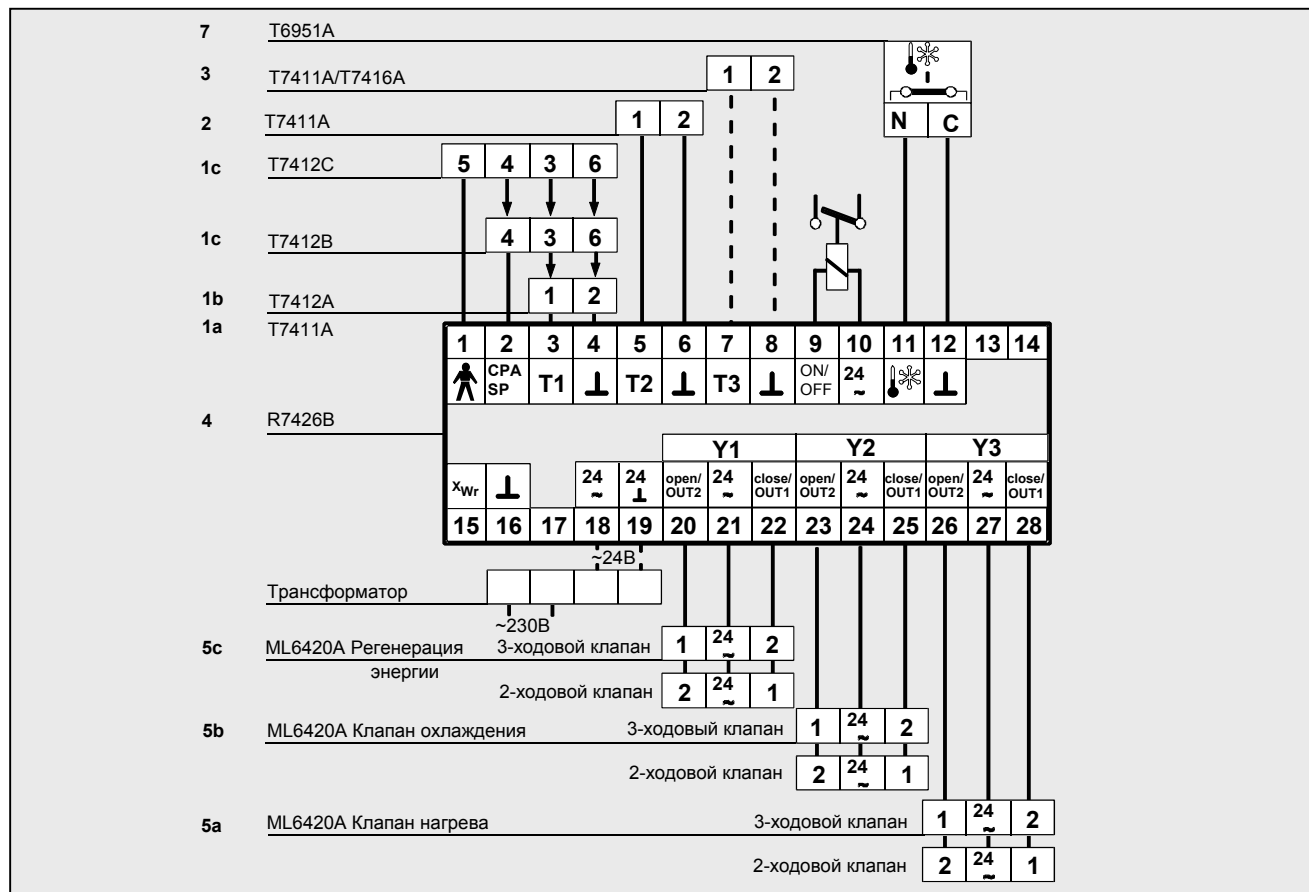 7 T6951A
3 T7411A/T7416A 1 2
N C
2 T7411A 1 2
1c T7412C 5 4 3 6
1c T7412B 4 3 6
1b T7412A 1 2
1a T7411A
1 2 3 4 5 6 7 8 9 10 11 12 13 14
CPA SP T1 T2 T3 ON/ OFF 24 ~
4 R7426B
Y1 Y2 Y3
XWr 24 ~ 24 open/ OUT2 24 ~ close/ OUT1 open/ OUT2 24 ~ close/ OUT1 open/ OUT2 24 ~ close/ OUT1
15 16 17 18 19 20 21 22 23 24 25 26 27 28
~24В
Трансформатор
~230В
5c ML6420A Регенерация энергии 3-ходовой клапан 1 24 ~ 2
2-ходовой клапан 2 24 ~ 1
5b ML6420A Клапан охлаждения 3-ходовый клапан 1 24 ~ 2
2-ходовой клапан 2 24 ~ 1
5a ML6420A Клапан нагрева 3-ходовой клапан 1 24 ~ 2
2-ходовой клапан 2 24 ~ 1